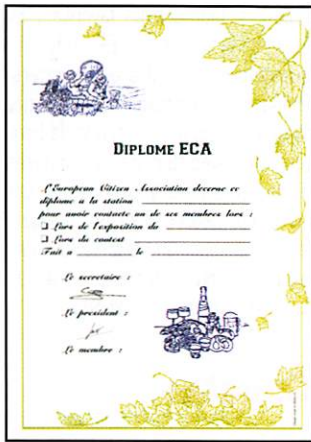 DIPLOME ECA
L'European Citizen Association decerne ce
diplome a la station
pour avoir contacte un de ses membres lors :
❑ Lors de l'exposition du
❑ Lors du contest
Fait a le
Le secretaire :
Le president :
Le membre :